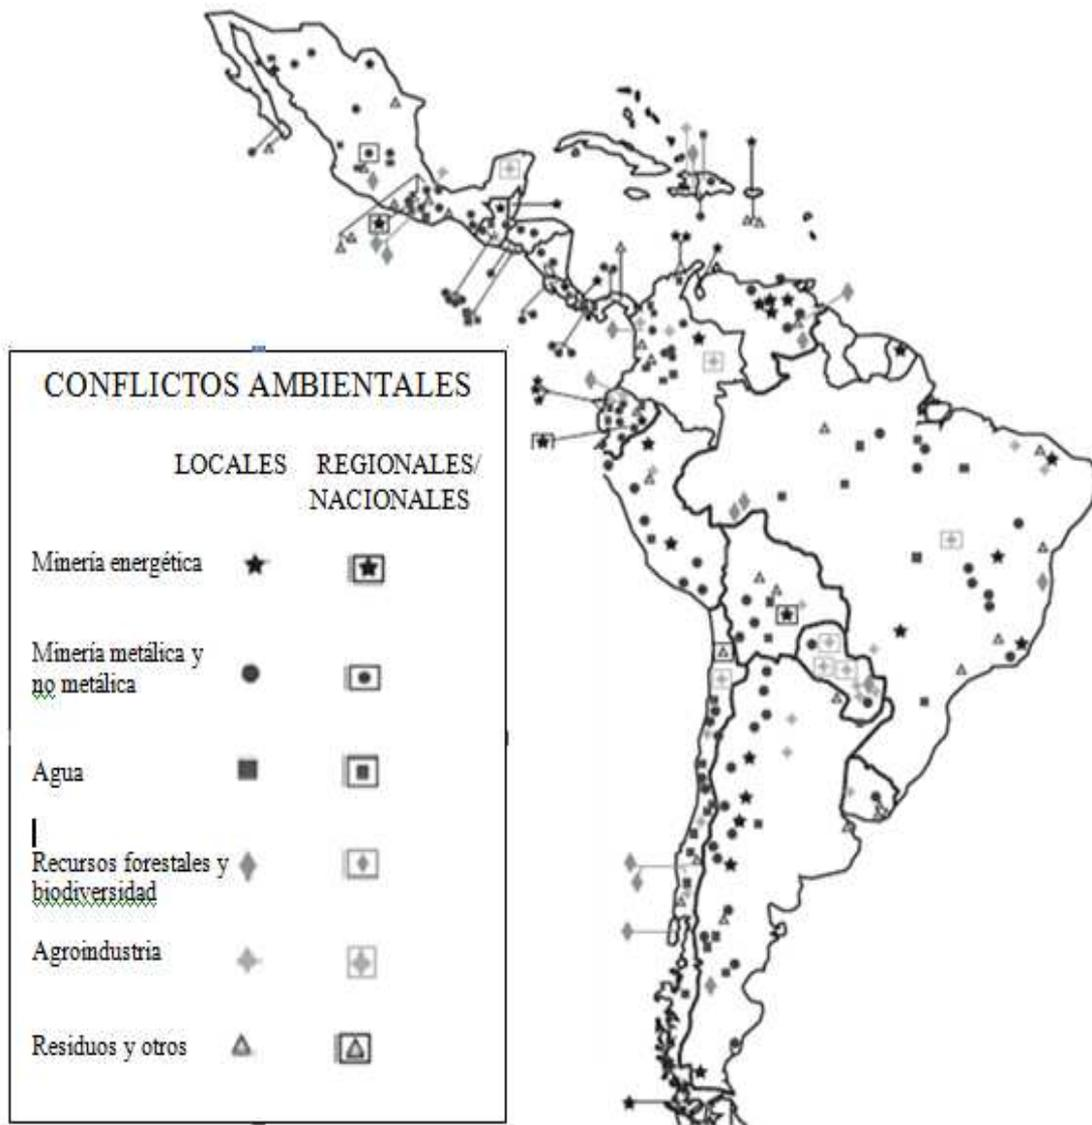 CONFLICTOS AMBIENTALES
LOCALES REGIONALES/
NACIONALES
Minería energética
Minería metálica y
no metálica
Agua
Recursos forestales y
biodiversidad
Agroindustria
Residuos y otros